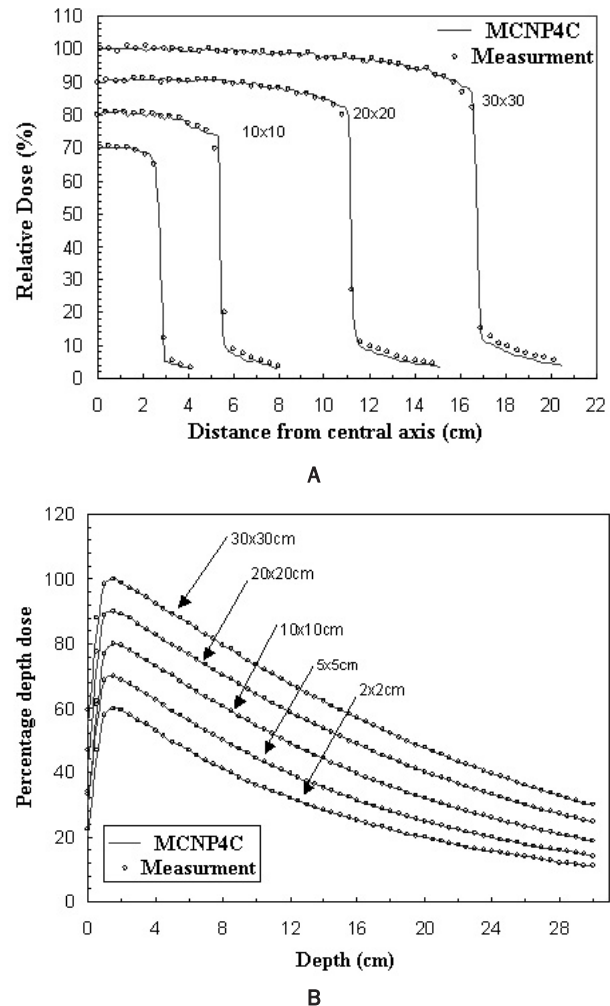 110
100
90
80
70
60
50
40
30
20
10
0
Relative Dose (%)
MCNP4C
Measurment
30x30
20x20
10x10
0 2 4 6 8 10 12 14 16 18 20 22
Distance from central axis (cm)
A
120
100
80
60
40
20
0
Percentage depth dose
30x30cm
20x20cm
10x10cm
5x5cm
2x2cm
MCNP4C
Measurment
0 4 8 12 16 20 24 28
Depth (cm)
B